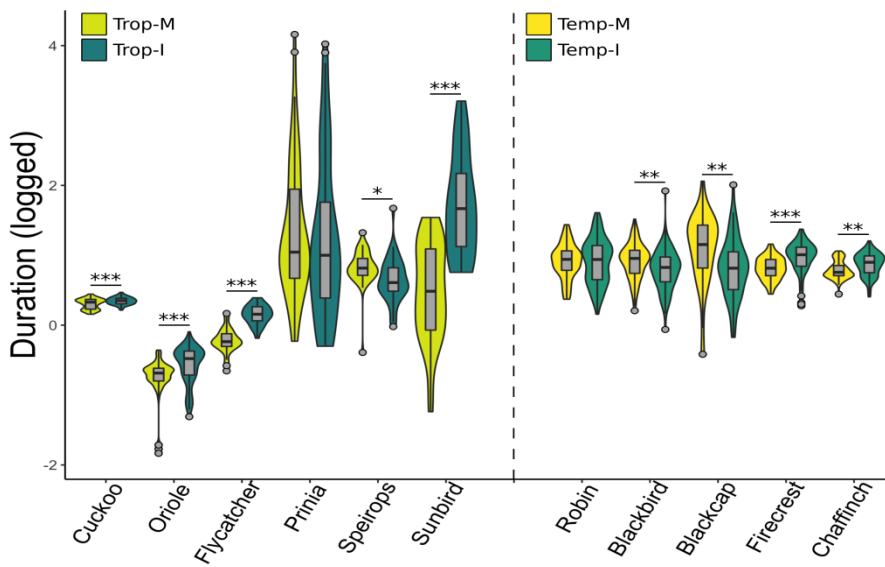 Trop-M
Trop-I
Temp-M
Temp-I
Duration (logged)
4
2
0
-2
***
***
***
*
***
**
**
***
**
Cuckoo
Oriole
Flycatcher
Prinia
Speirops
Sunbird
Robin
Blackbird
Blackcap
Firecrest
Chaffinch